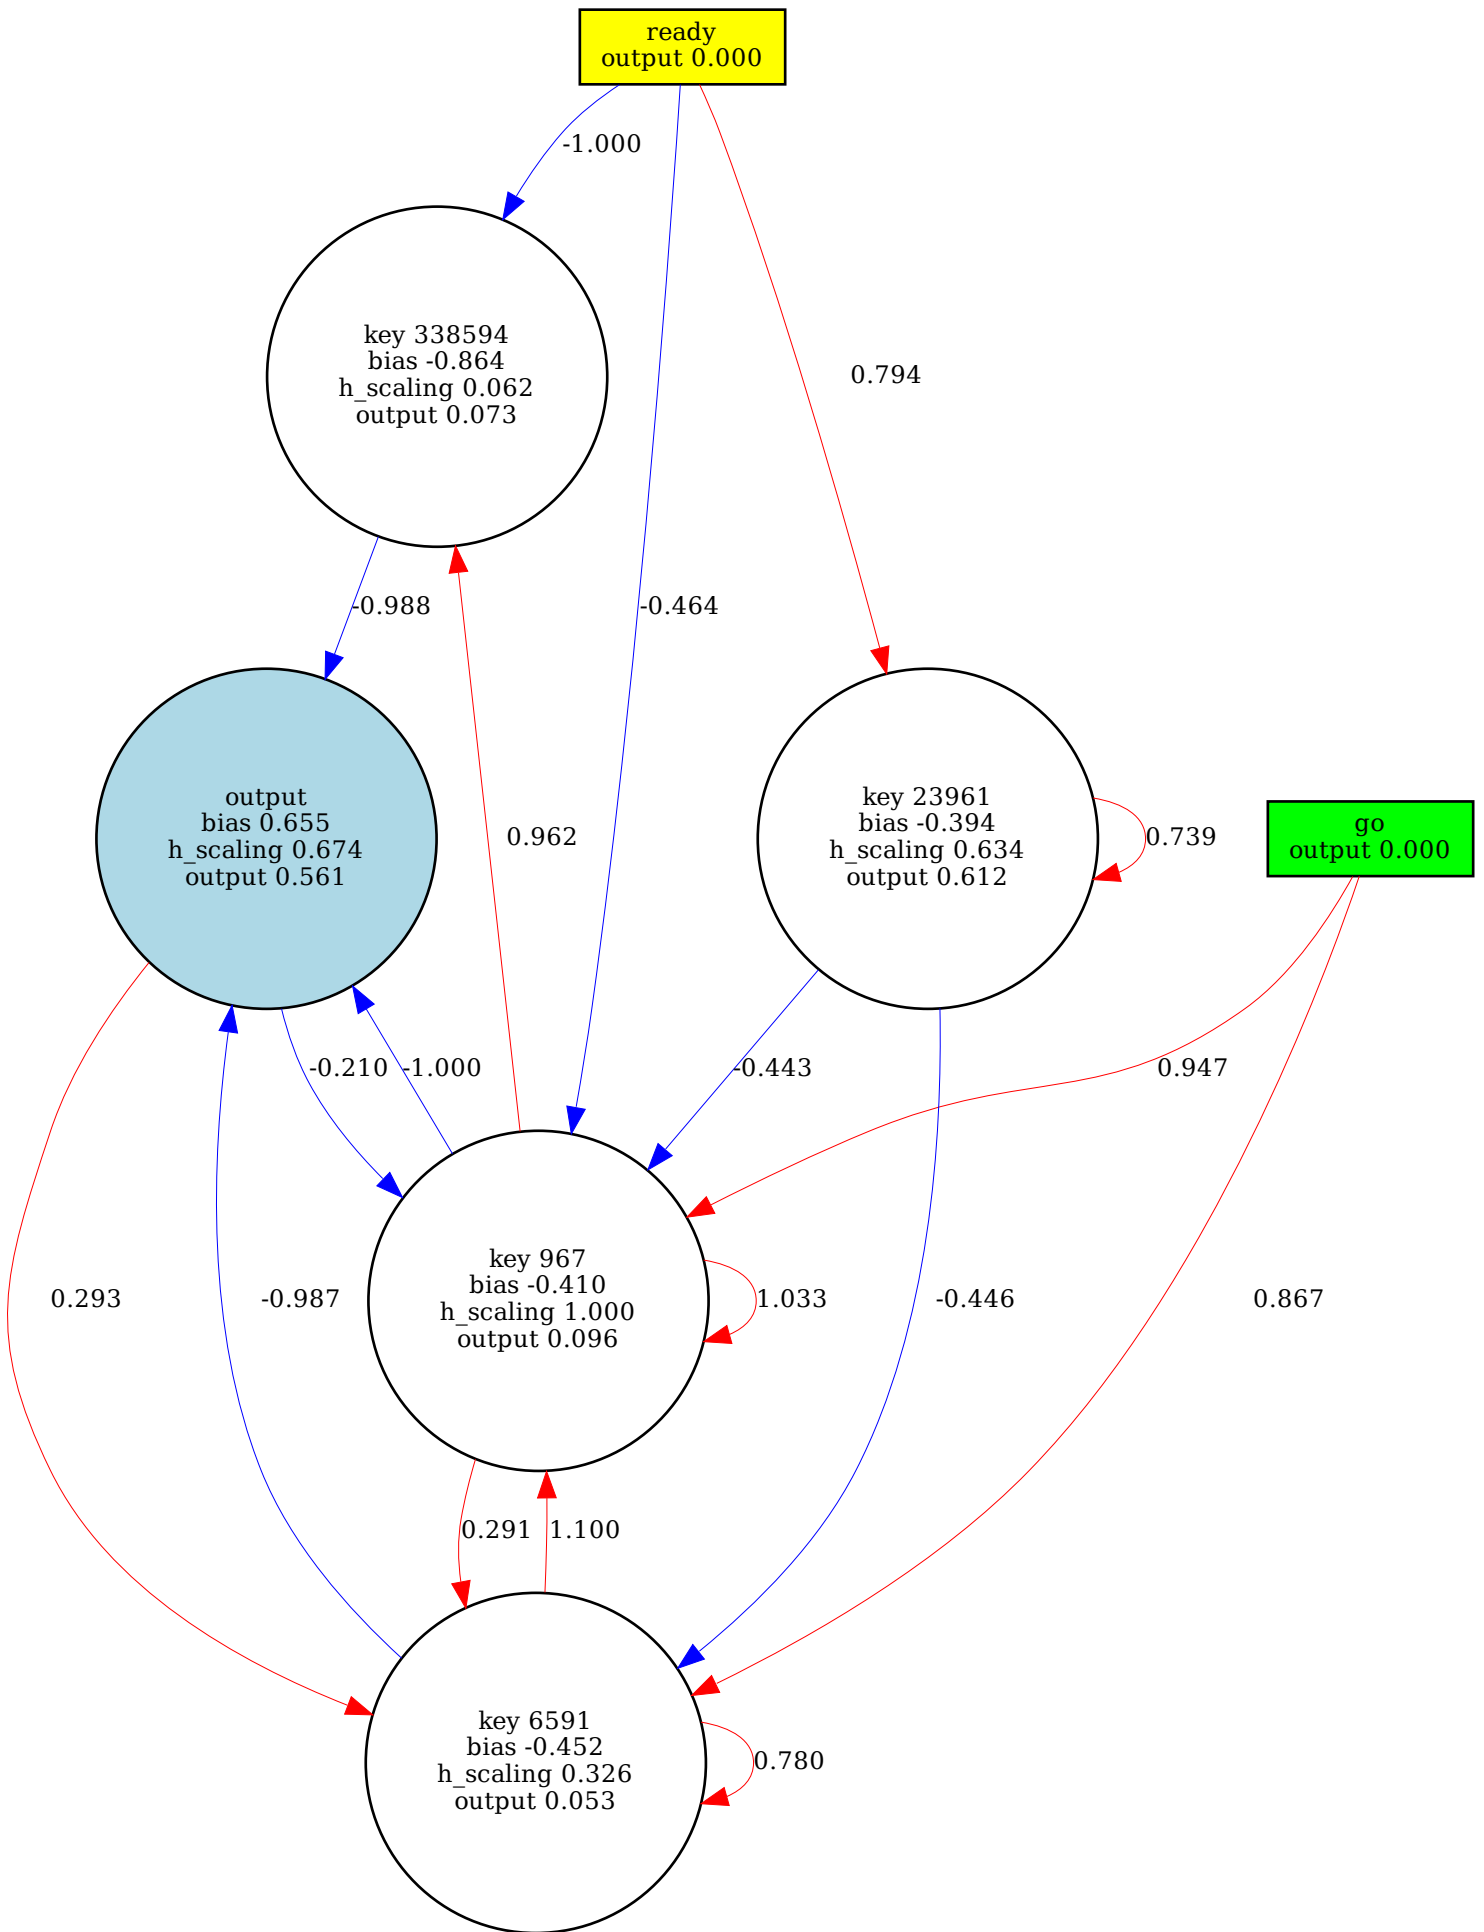 ready
output 0.000
-1.000
key 338594
bias -0.864
h_scaling 0.062
output 0.073
0.794
-0.988
-0.464
output
bias 0.655
h_scaling 0.674
output 0.561
0.962
key 23961
bias -0.394
h_scaling 0.634
output 0.612
0.739
go
output 0.000
-0.210
-1.000
-0.443
0.947
0.293
-0.987
key 967
bias -0.410
h_scaling 1.000
output 0.096
1.033
-0.446
0.867
0.291
1.100
key 6591
bias -0.452
h_scaling 0.326
output 0.053
0.780